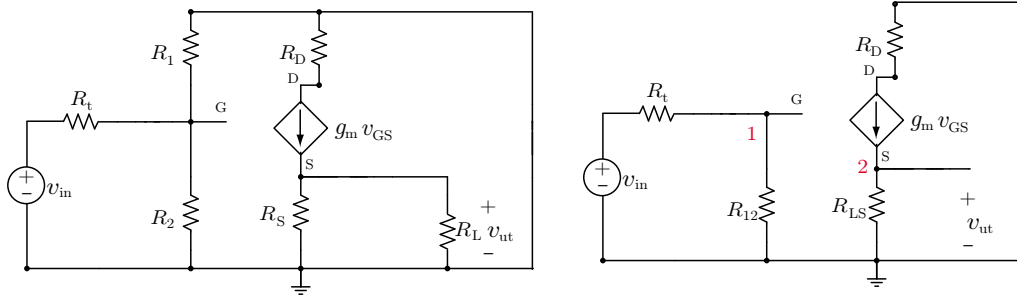 R1
RD
D
Rt
G
gm vGS
+
−
vin
S
R2
RS
+
RL vut
−
RD
D
Rt
G
gm vGS
1
+
−
vin
2
S
R12
RLS
+
vut
−